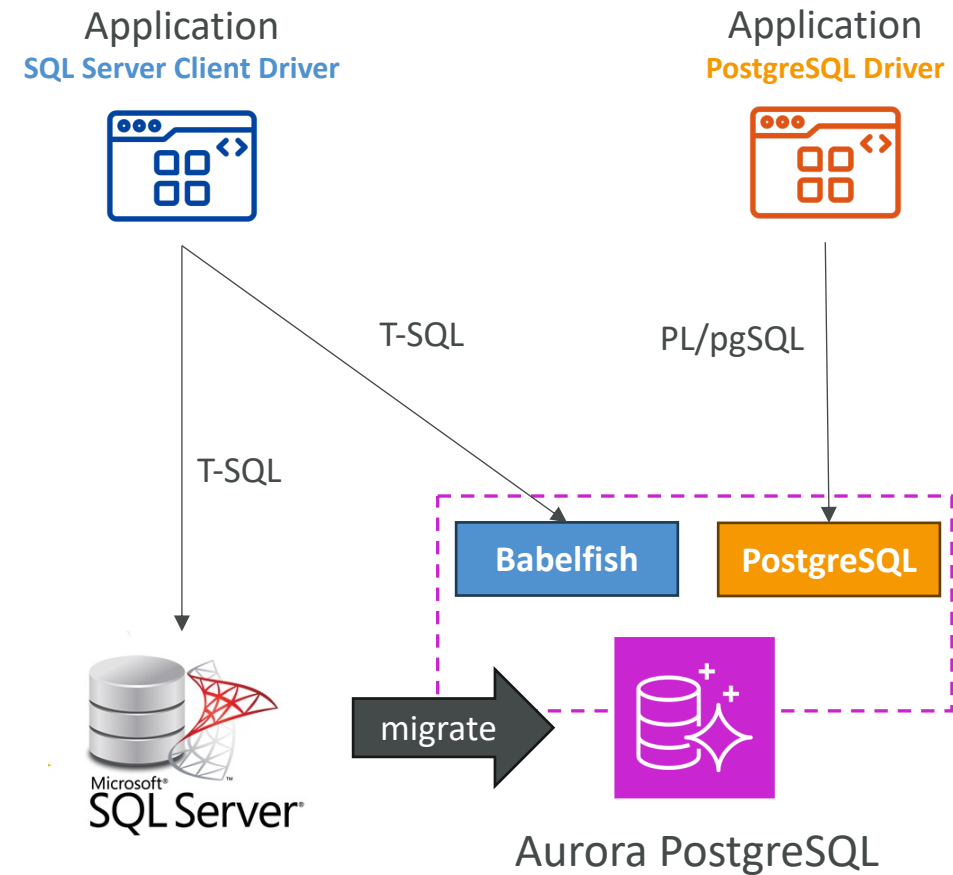 Application
SQL Server Client Driver
Application
PostgreSQL Driver
T-SQL
PL/pgSQL
T-SQL
Babelfish
PostgreSQL
migrate
Microsoft®
SQL Server®
™
Aurora PostgreSQL